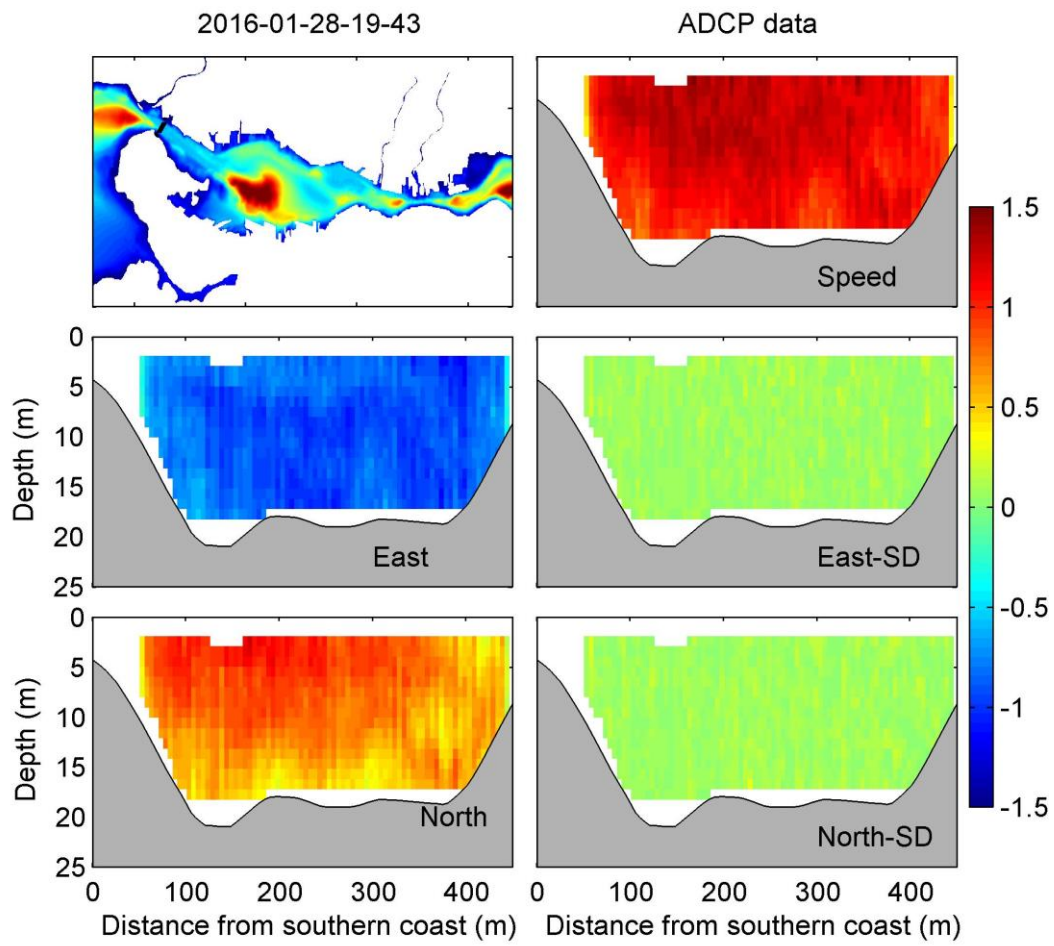 2016-01-28-19-43
ADCP data
Speed
1.5
1
0.5
0
-0.5
-1
-1.5
0
5
10
15
20
25
Depth (m)
East
East-SD
0
5
10
15
20
25
Depth (m)
North
North-SD
0 100 200 300 400
0 100 200 300 400
Distance from southern coast (m)
Distance from southern coast (m)